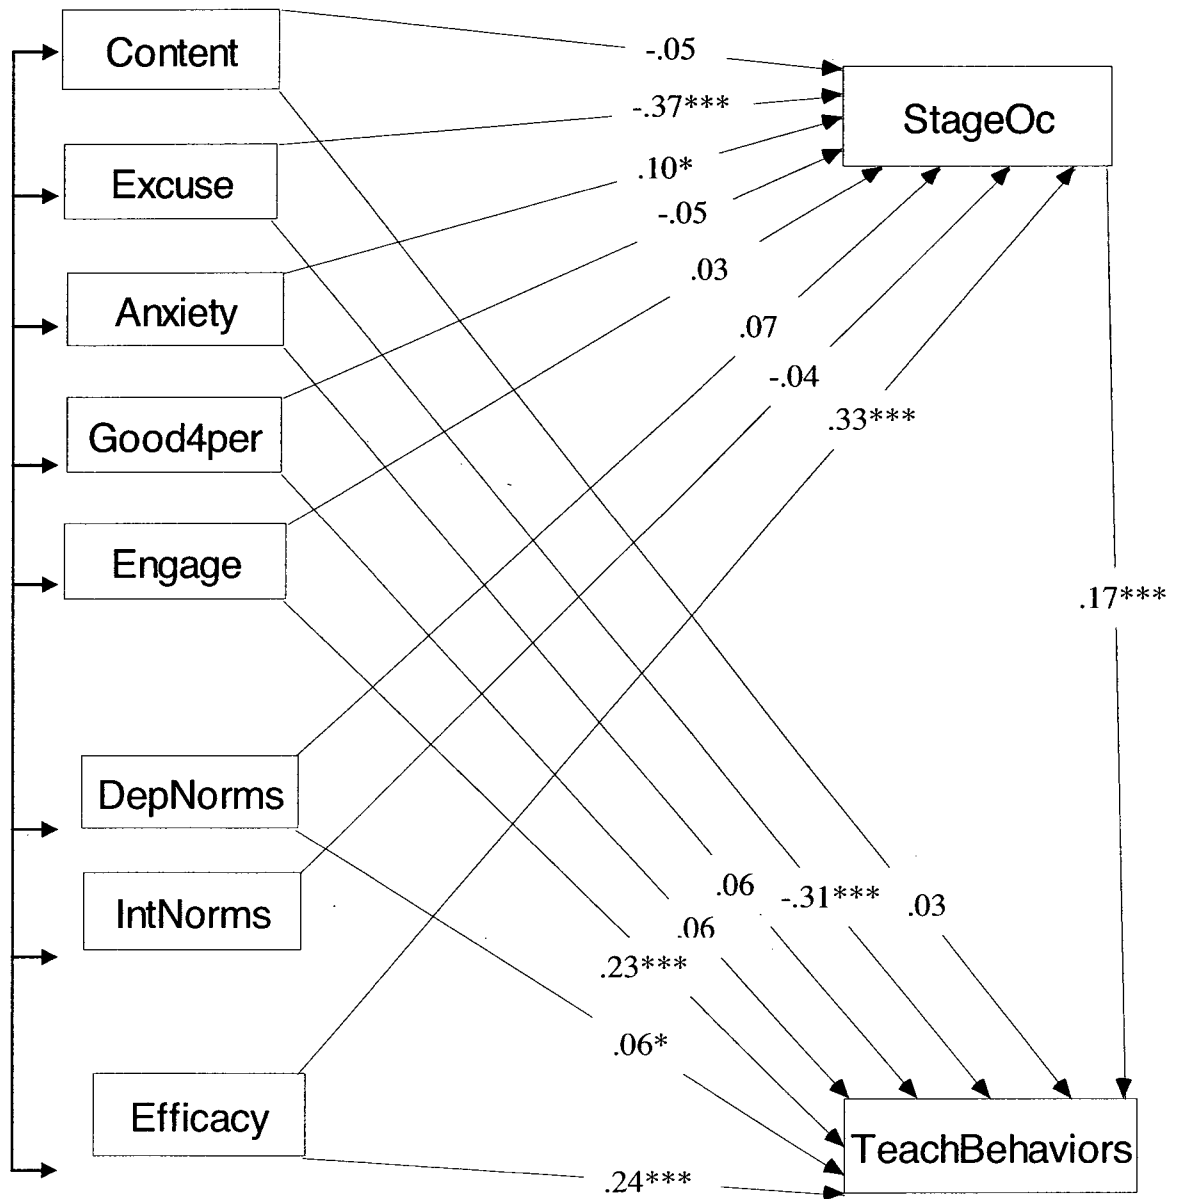 Content
-.05
StageOc
-.37***
Excuse
.10*
-.05
.03
Anxiety
.07
-.04
.33***
Good4per
Engage
.17***
DepNorms
.06
-.31***
.03
IntNorms
.06
.23***
.06*
Efficacy
TeachBehaviors
.24***